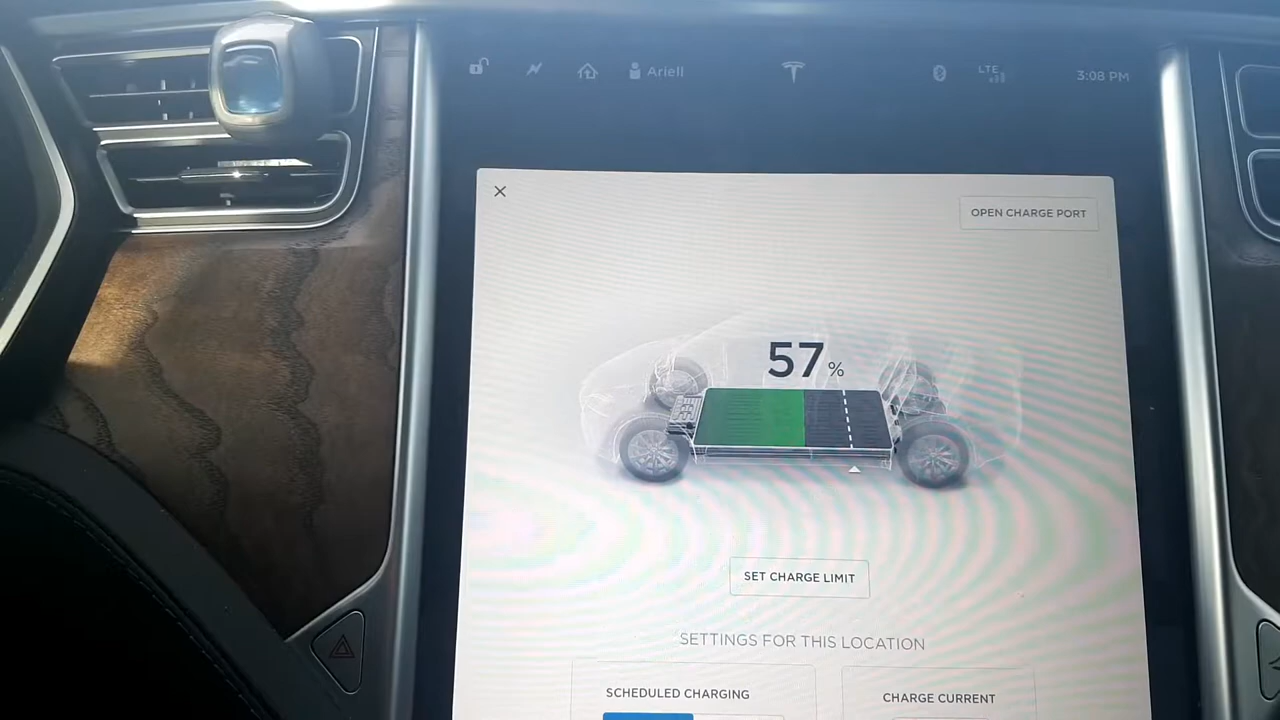 Ariell
LTE
3:08 PM
OPEN CHARGE PORT
57%
SET CHARGE LIMIT
SETTINGS FOR THIS LOCATION
SCHEDULED CHARGING
CHARGE CURRENT